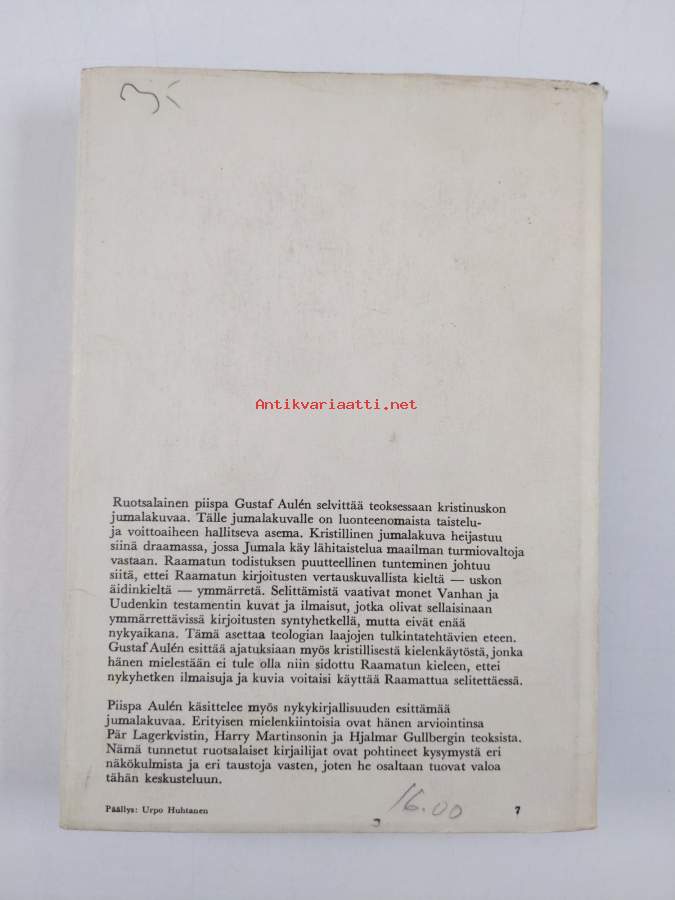 Antikvariaatti.net
Ruotsalainen piispa Gustaf Aulén selvittää teoksessaan kristinuskon
jumalakuvaa. Tälle jumalakuvalle on luonteenomaista taistelu-
ja voittoaiheen hallitseva asema. Kristillinen jumalakuva heijastuu
siinä draamassa, jossa Jumala käy lähitaistelua maailman turmiovaltoja
vastaan. Raamatun todistuksen puutteellinen tunteminen johtuu
siitä, ettei Raamatun kirjoitusten vertauskuvallista kieltä — uskon
äidinkieltä — ymmärretä. Selittämistä vaativat monet Vanhan ja
Uudenkin testamentin kuvat ja ilmaisut, jotka olivat sellaisinaan
ymmärrettävissä kirjoitusten syntyhetkellä, mutta eivät enää
nykyaikana. Tämä asettaa teologian laajojen tulkintatehtävien eteen.
Gustaf Aulén esittää ajatuksiaan myös kristillisestä kielenkäytöstä, jonka
hänen mielestään ei tule olla niin sidottu Raamatun kieleen, ettei
nykyhetken ilmaisuja ja kuvia voitaisi käyttää Raamattua selitettäessä.
Piispa Aulén käsittelee myös nykykirjallisuuden esittämää
jumalakuvaa. Erityisen mielenkiintoisia ovat hänen arviointinsa
Pär Lagerkvistin, Harry Martinsonin ja Hjalmar Gullbergin teoksista.
Nämä tunnetut ruotsalaiset kirjailijat ovat pohtineet kysymystä eri
näkökulmista ja eri taustoja vasten, joten he osaltaan tuovat valoa
tähän keskusteluun.
16.00
Päällys: Urpo Huhtanen 7